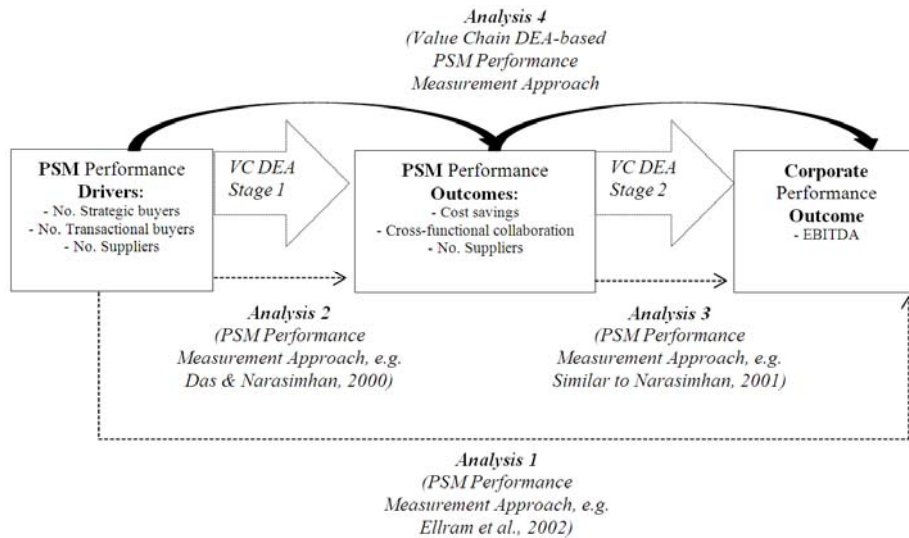 Analysis 4
(Value Chain DEA-based
PSM Performance
Measurement Approach
PSM Performance
Drivers:
- No. Strategic buyers
- No. Transactional buyers
- No. Suppliers
VC DEA
Stage 1
PSM Performance
Outcomes:
- Cost savings
- Cross-functional collaboration
- No. Suppliers
VC DEA
Stage 2
Corporate
Performance
Outcome
- EBITDA
Analysis 2
(PSM Performance
Measurement Approach, e.g.
Das & Narasimhan, 2000)
Analysis 3
(PSM Performance
Measurement Approach, e.g.
Similar to Narasimhan, 2001)
Analysis 1
(PSM Performance
Measurement Approach, e.g.
Ellram et al., 2002)